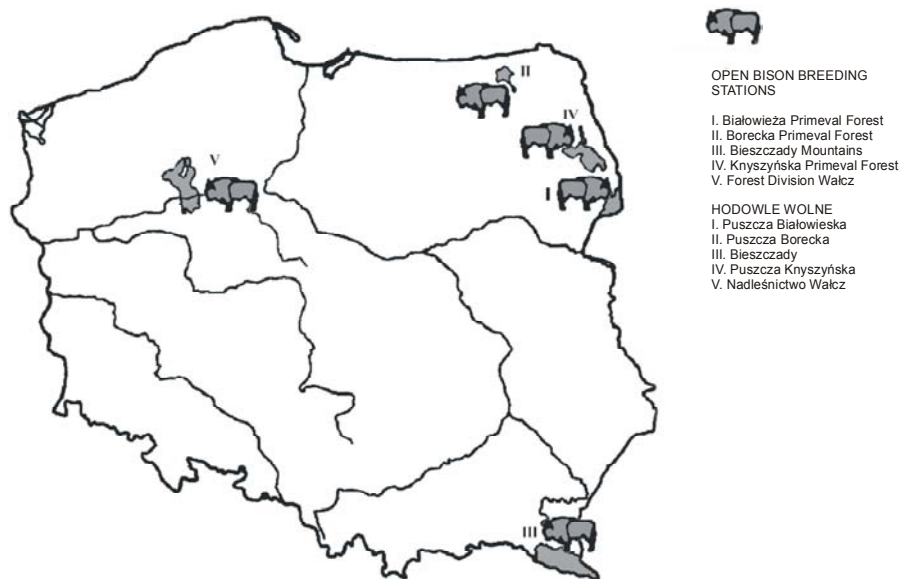 II
IV
V
I
III
OPEN BISON BREEDING
STATIONS
I. Białowieża Primeval Forest
II. Borecka Primeval Forest
III. Bieszczady Mountains
IV. Knyszyńska Primeval Forest
V. Forest Division Wałcz
HODOWLE WOLNE
I. Puszcza Białowieska
II. Puszcza Borecka
III. Bieszczady
IV. Puszcza Knyszyńska
V. Nadleśnictwo Wałcz